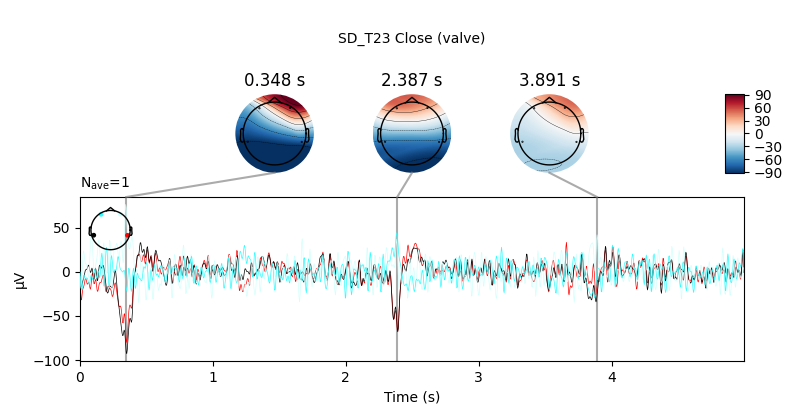 SD_T23 Close (valve)
0.348 s 2.387 s 3.891 s
90
60
30
0
−30
−60
−90
Nave=1
50
0
−50
−100
µV
0 1 2 3 4
Time (s)